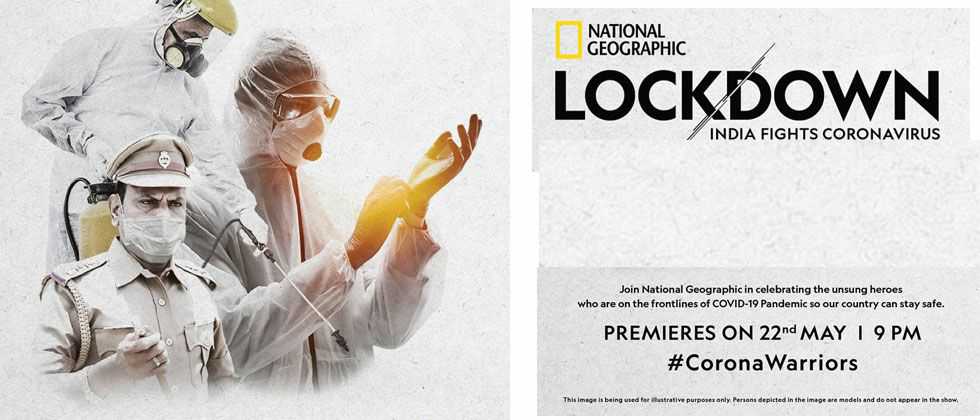 NATIONAL
GEOGRAPHIC
LOCKDOWN
INDIA FIGHTS CORONAVIRUS
Join National Geographic in celebrating the unsung heroes
who are on the frontlines of COVID-19 Pandemic so our country can stay safe.
PREMIERES ON 22nd MAY | 9 PM
#CoronaWarriors
This image is being used for illustrative purposes only. Persons depicted in the image are models and do not appear in the show.